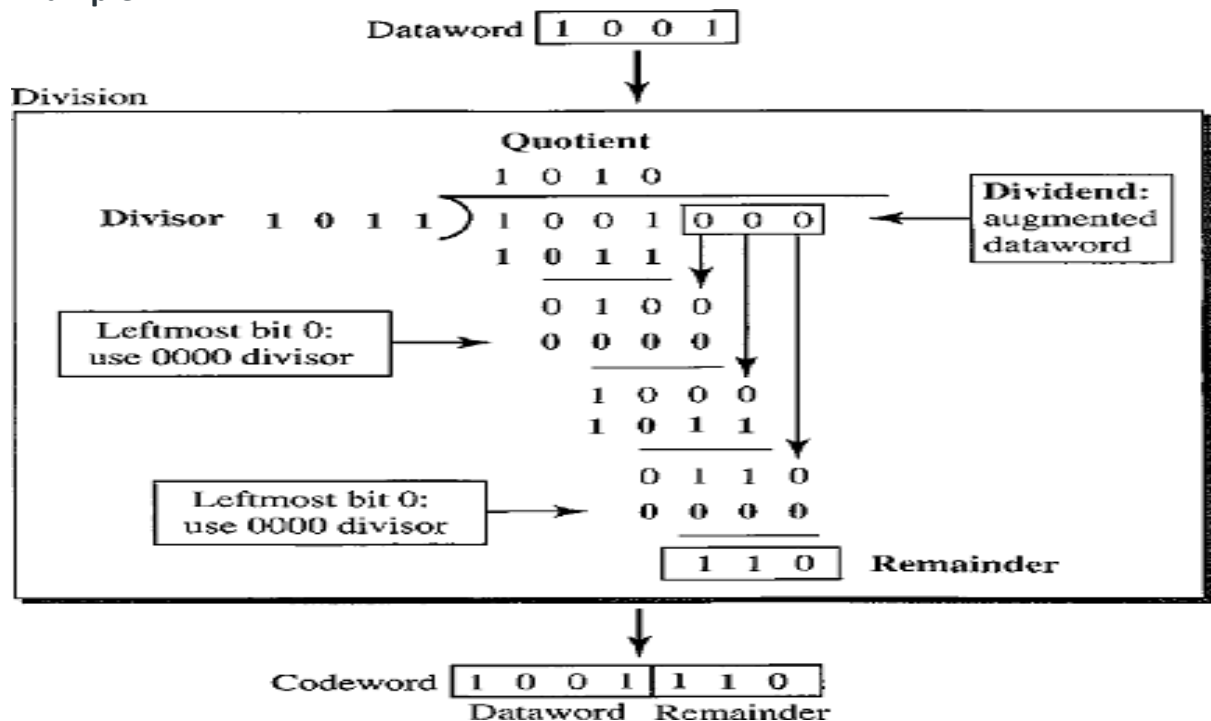 Dataword 1 0 0 1
Division
Quotient
1 0 1 0
Divisor 1 0 1 1 1 0 0 1 0 0 0
Dividend:
augmented
dataword
1 0 1 1
0 1 0 0
Leftmost bit 0:
use 0000 divisor
0 0 0 0
1 0 0 0
1 0 1 1
0 1 1 0
Leftmost bit 0:
use 0000 divisor
0 0 0 0
1 1 0 Remainder
Codeword 1 0 0 1 1 1 0
Dataword Remainder